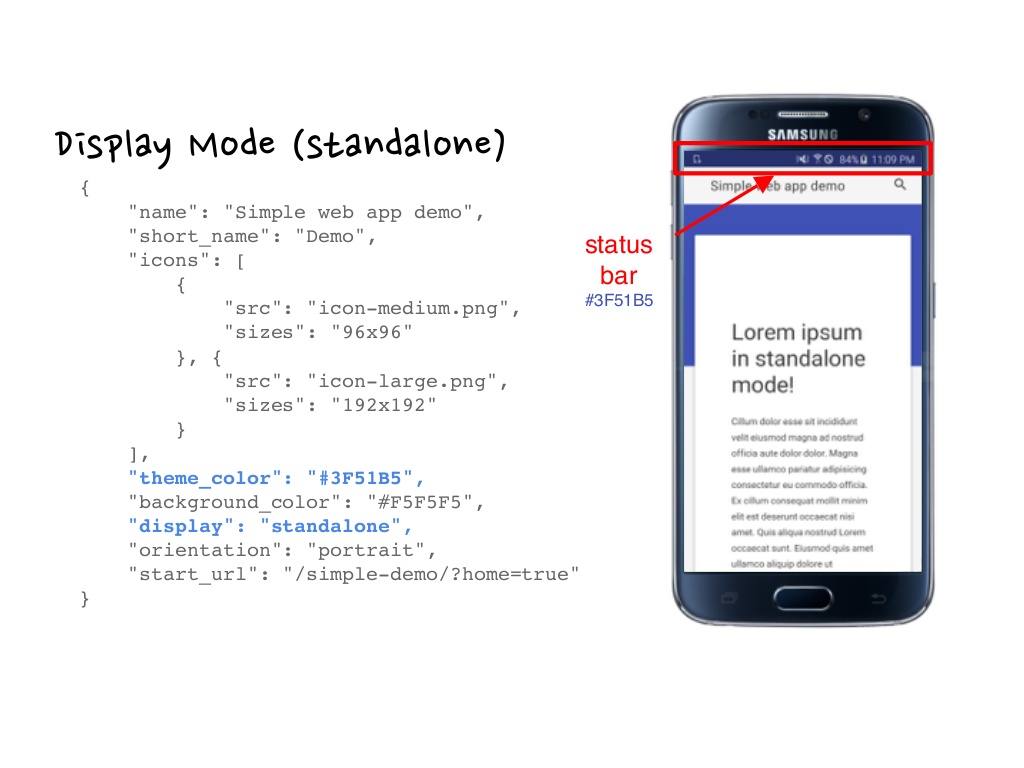 Display Mode (standalone)
{
"name": "Simple web app demo",
"short_name": "Demo",
"icons": [
{
"src": "icon-medium.png",
"sizes": "96x96"
}, {
"src": "icon-large.png",
"sizes": "192x192"
}
],
"theme_color": "#3F51B5",
"background_color": "#F5F5F5",
"display": "standalone",
"orientation": "portrait",
"start_url": "/simple-demo/?home=true"
}
status
bar
#3F51B5
SAMSUNG
84% 11:09 PM
Simple web app demo
Lorem ipsum
in standalone
mode!
Cillum dolor esse sit incididunt
velit eiusmod magna ad nostrud
officia aute dolor dolor. Magna
esse ullamco pariatur adipisicing
consectetur eu commodo officia.
Ex cillum consequat mollit minim
elit est deserunt occaecat nisi
amet. Quis aliqua nostrud Lorem
occaecat sunt. Eiusmod quis amet
ullamco aliquip dolore ut